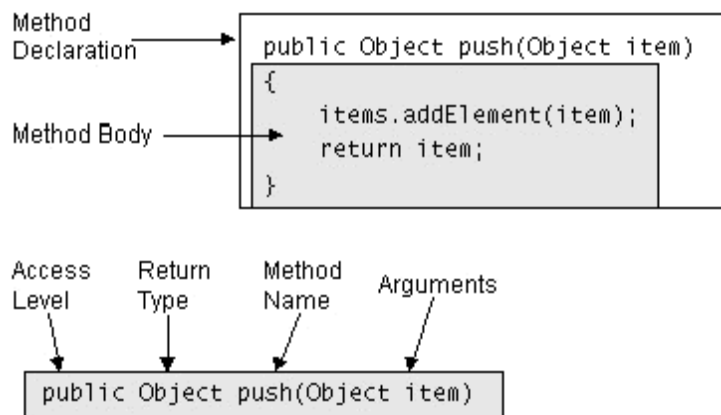 Method
Declaration
public Object push(Object item)
{
items.addElement(item);
Method Body
return item;
}
Access
Level
Return
Type
Method
Name
Arguments
public Object push(Object item)